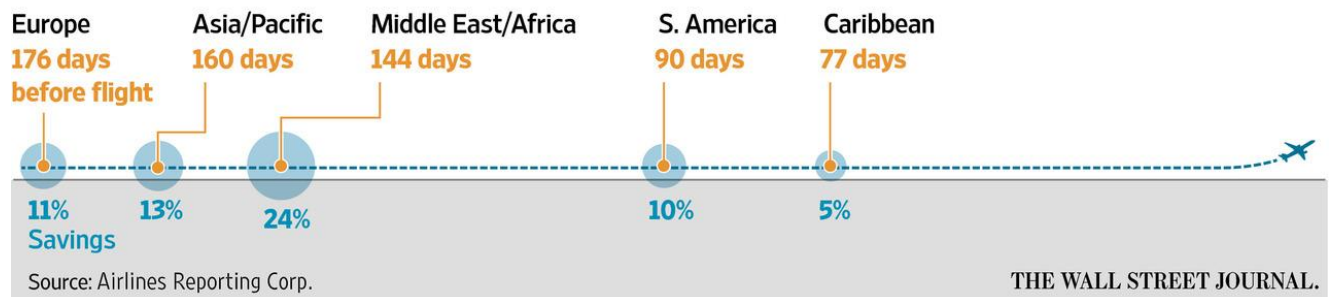 Europe
176 days
before flight
Asia/Pacific
160 days
Middle East/Africa
144 days
S. America
90 days
Caribbean
77 days
11%
Savings
13%
24%
10%
5%
Source: Airlines Reporting Corp.
THE WALL STREET JOURNAL.